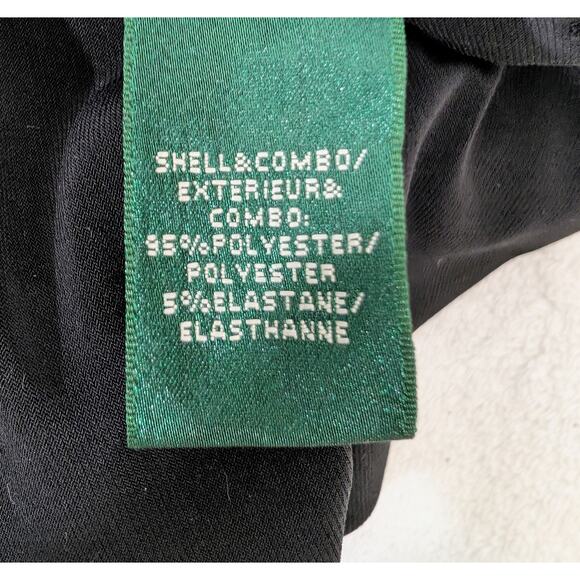 SHELL&COMBO/
EXTERIEUR&
COMBO:
95%POLYESTER/
POLYESTER
5%ELASTANE/
ELASTHANNE